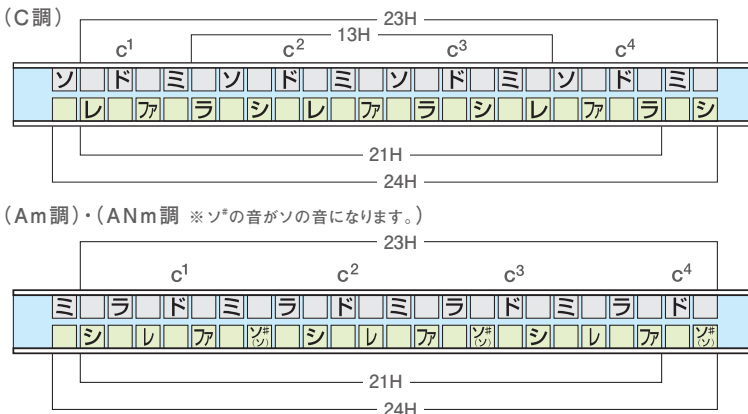 （C調）
23H
13H
c1 c2 c3 c4
ソ ド ミ ソ ド ミ ソ ド ミ ソ ド ミ
レ ファ ラ シ レ ファ ラ シ レ ファ ラ シ
21H
24H
（Am調）・（ANm調 ※ソ#の音がソの音になります。）
23H
c1 c2 c3 c4
ミ ラ ド ミ ラ ド ミ ラ ド ミ ラ ド
シ レ ファ ソ#(ソ) シ レ ファ ソ#(ソ) シ レ ファ ソ#(ソ)
21H
24H